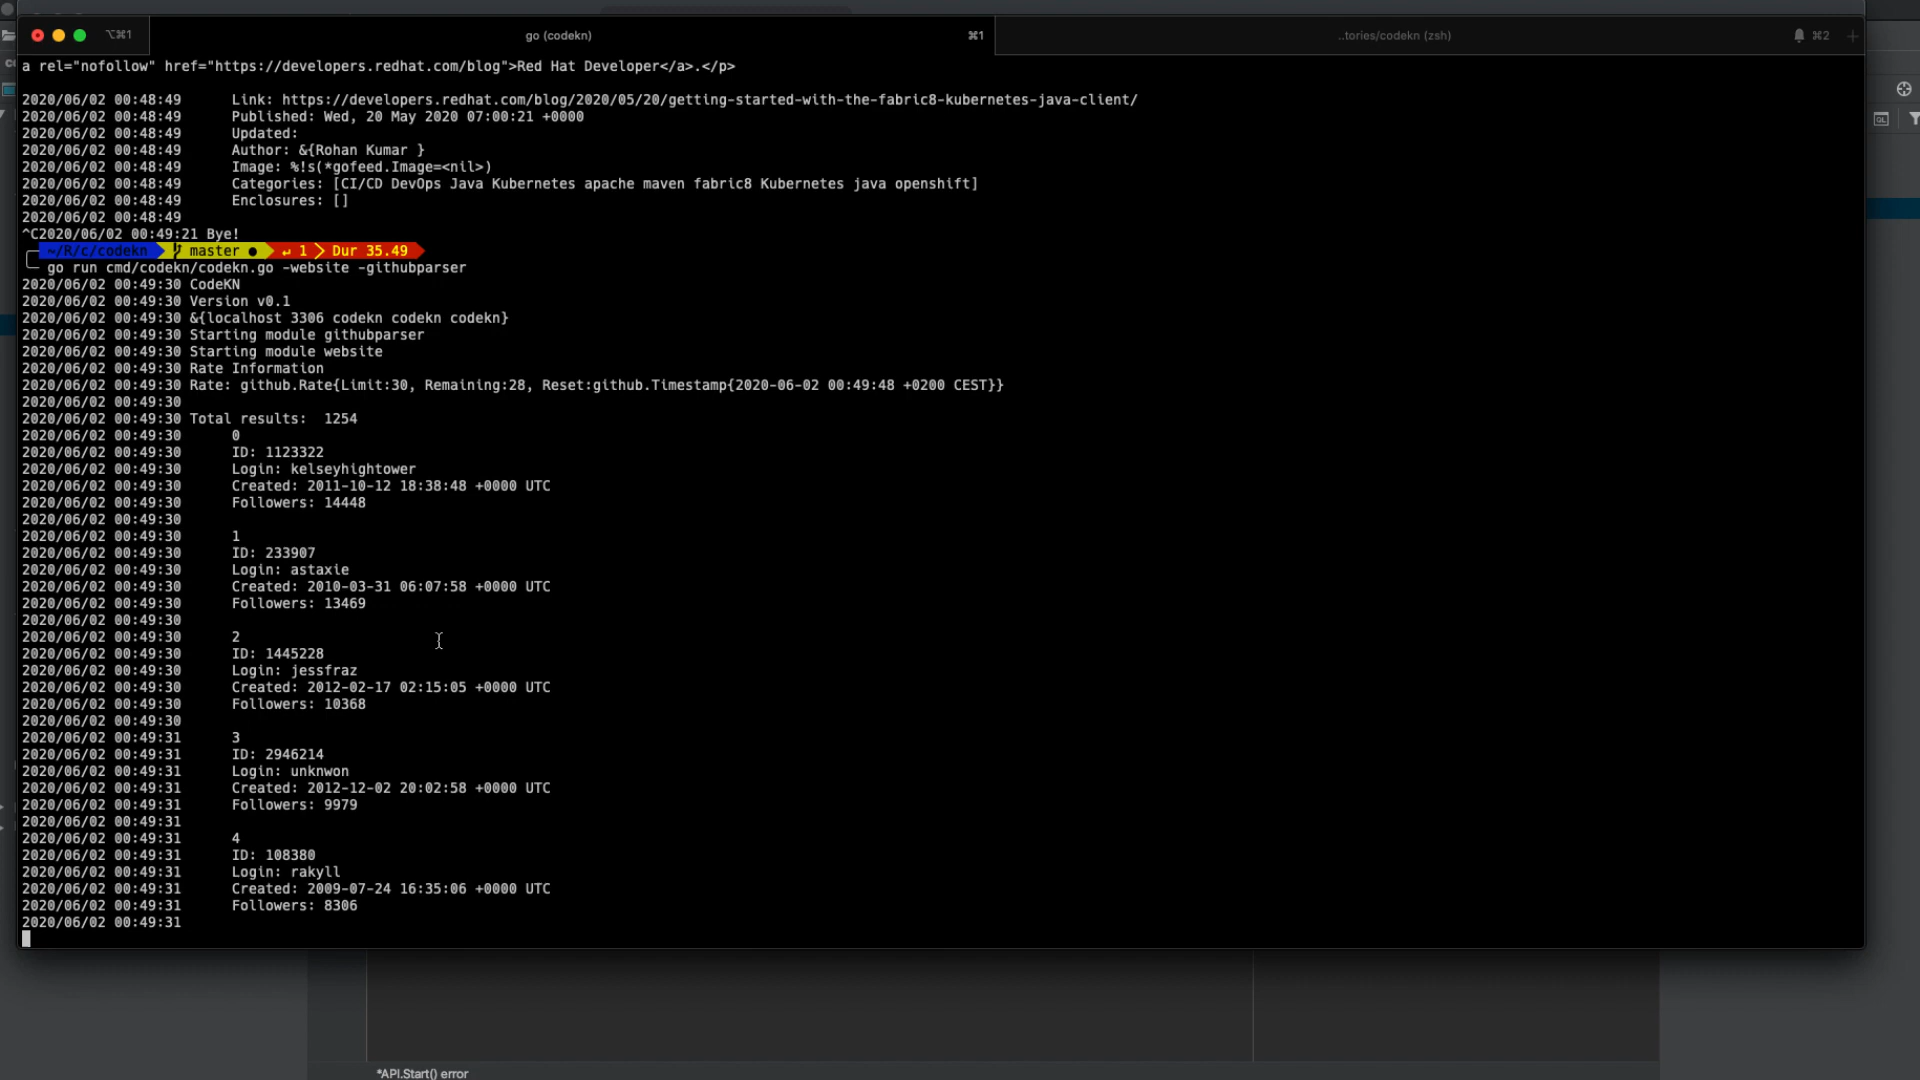 ⌥⌘1
go (codekn)
⌘1
..tories/codekn (zsh)
⌘2
a rel="nofollow" href="https://developers.redhat.com/blog">Red Hat Developer</a>.</p>
2020/06/02 00:48:49      Link: https://developers.redhat.com/blog/2020/05/20/getting-started-with-the-fabric8-kubernetes-java-client/
2020/06/02 00:48:49      Published: Wed, 20 May 2020 07:00:21 +0000
2020/06/02 00:48:49      Updated:
2020/06/02 00:48:49      Author: &{Rohan Kumar }
2020/06/02 00:48:49      Image: %!s(*gofeed.Image=<nil>)
2020/06/02 00:48:49      Categories: [CI/CD DevOps Java Kubernetes apache maven fabric8 Kubernetes java openshift]
2020/06/02 00:48:49      Enclosures: []
2020/06/02 00:48:49
^C2020/06/02 00:49:21 Bye!
~/R/c/codekn master ● ↵ 1 Dur 35.49
go run cmd/codekn/codekn.go -website -githubparser
2020/06/02 00:49:30 CodeKN
2020/06/02 00:49:30 Version v0.1
2020/06/02 00:49:30 &{localhost 3306 codekn codekn codekn}
2020/06/02 00:49:30 Starting module githubparser
2020/06/02 00:49:30 Starting module website
2020/06/02 00:49:30 Rate Information
2020/06/02 00:49:30 Rate: github.Rate{Limit:30, Remaining:28, Reset:github.Timestamp{2020-06-02 00:49:48 +0200 CEST}}
2020/06/02 00:49:30
2020/06/02 00:49:30 Total results:  1254
2020/06/02 00:49:30      0
2020/06/02 00:49:30      ID: 1123322
2020/06/02 00:49:30      Login: kelseyhightower
2020/06/02 00:49:30      Created: 2011-10-12 18:38:48 +0000 UTC
2020/06/02 00:49:30      Followers: 14448
2020/06/02 00:49:30
2020/06/02 00:49:30      1
2020/06/02 00:49:30      ID: 233907
2020/06/02 00:49:30      Login: astaxie
2020/06/02 00:49:30      Created: 2010-03-31 06:07:58 +0000 UTC
2020/06/02 00:49:30      Followers: 13469
2020/06/02 00:49:30
2020/06/02 00:49:30      2
2020/06/02 00:49:30      ID: 1445228
2020/06/02 00:49:30      Login: jessfraz
2020/06/02 00:49:30      Created: 2012-02-17 02:15:05 +0000 UTC
2020/06/02 00:49:30      Followers: 10368
2020/06/02 00:49:30
2020/06/02 00:49:31      3
2020/06/02 00:49:31      ID: 2946214
2020/06/02 00:49:31      Login: unknwon
2020/06/02 00:49:31      Created: 2012-12-02 20:02:58 +0000 UTC
2020/06/02 00:49:31      Followers: 9979
2020/06/02 00:49:31
2020/06/02 00:49:31      4
2020/06/02 00:49:31      ID: 108380
2020/06/02 00:49:31      Login: rakyll
2020/06/02 00:49:31      Created: 2009-07-24 16:35:06 +0000 UTC
2020/06/02 00:49:31      Followers: 8306
2020/06/02 00:49:31
*API.Start() error